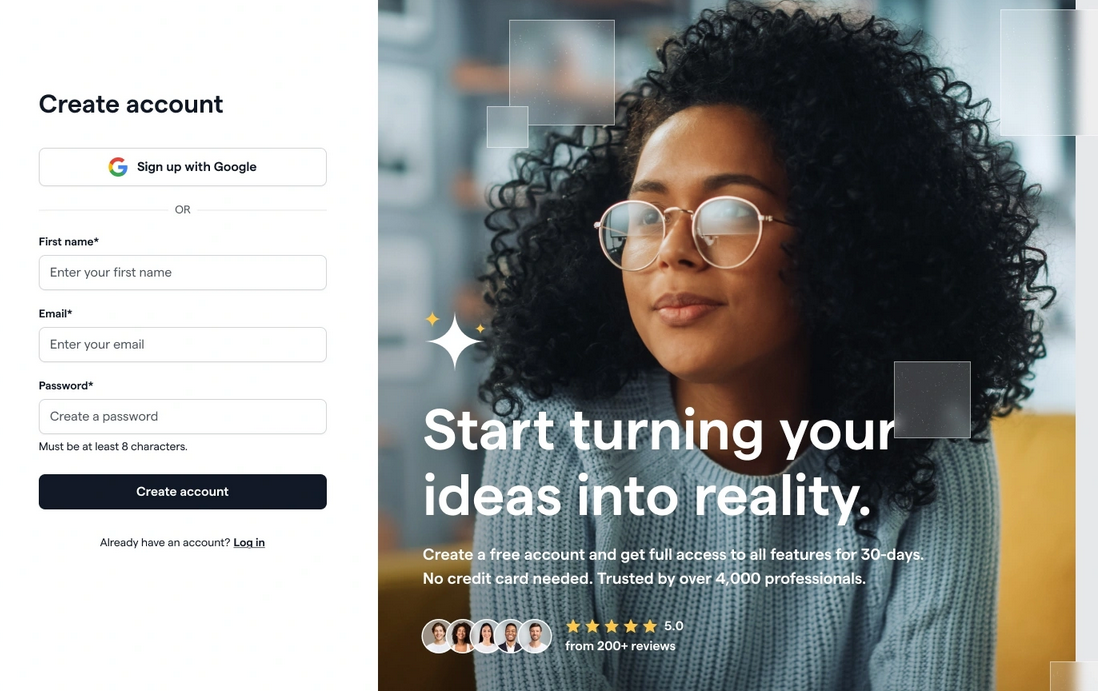 Create account
Sign up with Google
OR
First name*
Enter your first name
Email*
Enter your email
Password*
Create a password
Must be at least 8 characters.
Create account
Already have an account? Log in
Start turning your
ideas into reality.
Create a free account and get full access to all features for 30-days.
No credit card needed. Trusted by over 4,000 professionals.
5.0
from 200+ reviews